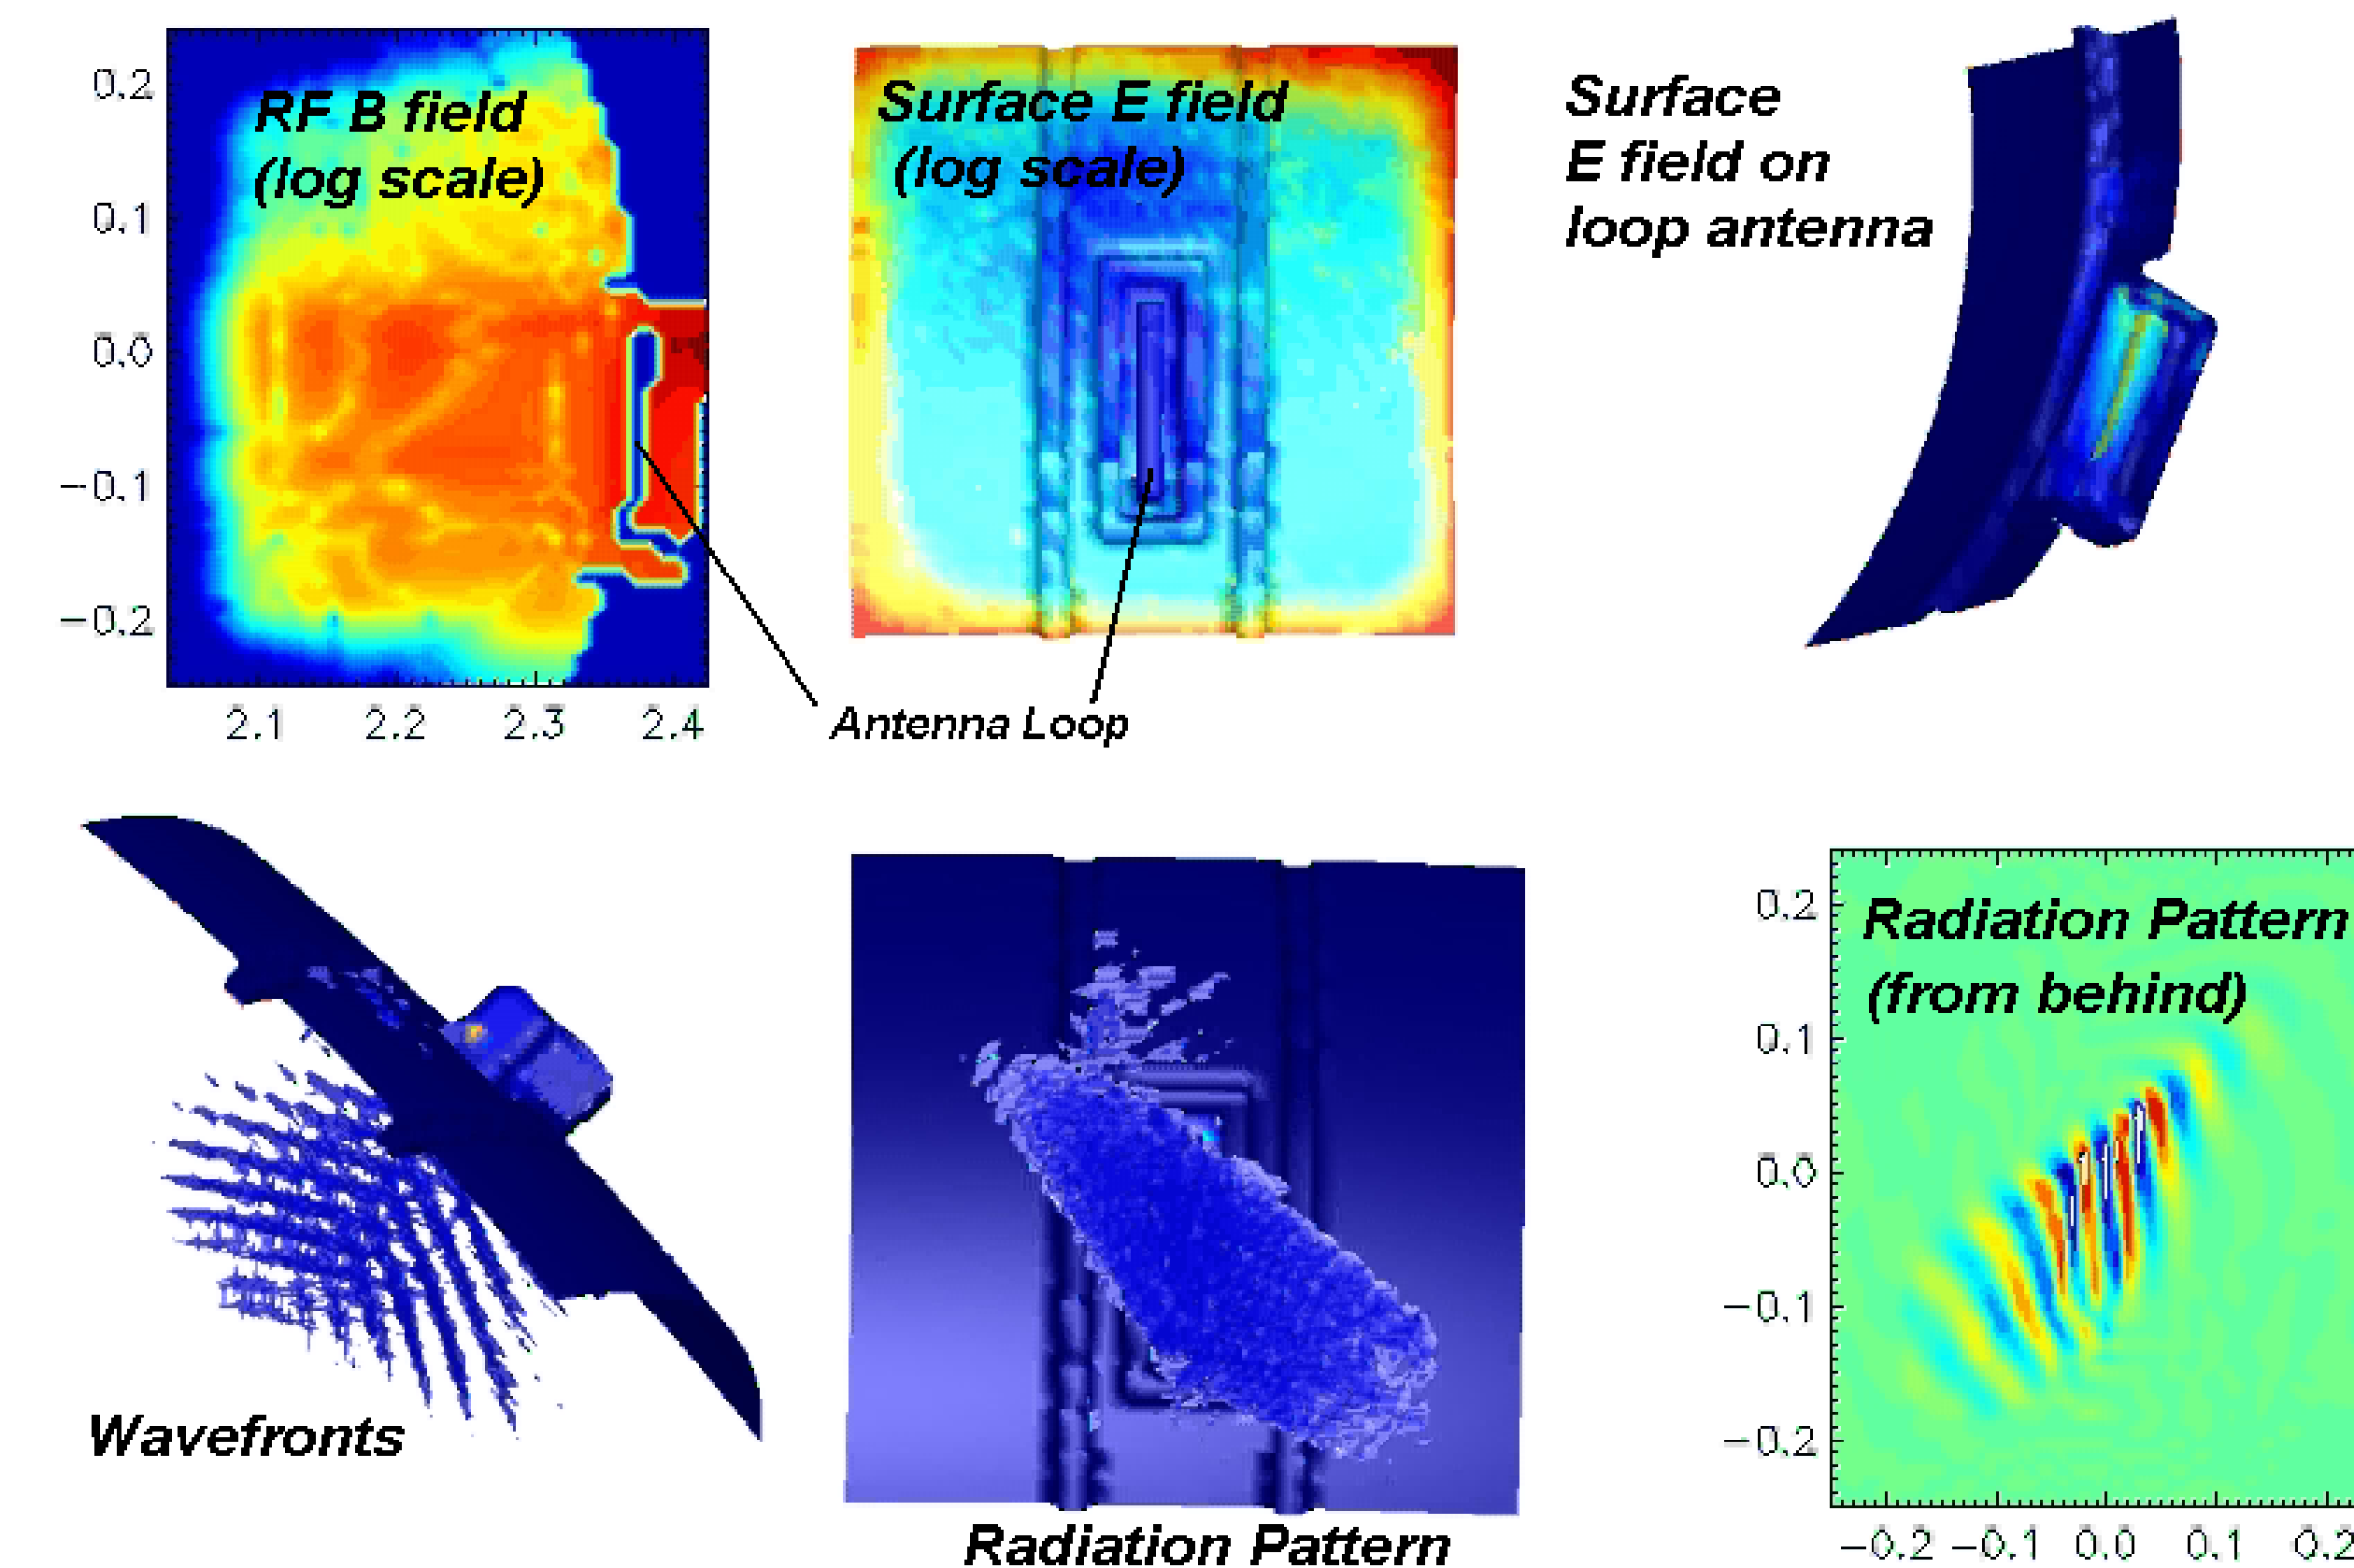 RF B field
(log scale)
0.2
0.1
0.0
−0.1
−0.2
2.1 2.2 2.3 2.4
Surface E field
(log scale)
Surface
E field on
loop antenna
Antenna Loop
Wavefronts
Radiation Pattern
Radiation Pattern
(from behind)
0.2
0.1
0.0
−0.1
−0.2
−0.2 −0.1 0.0 0.1 0.2